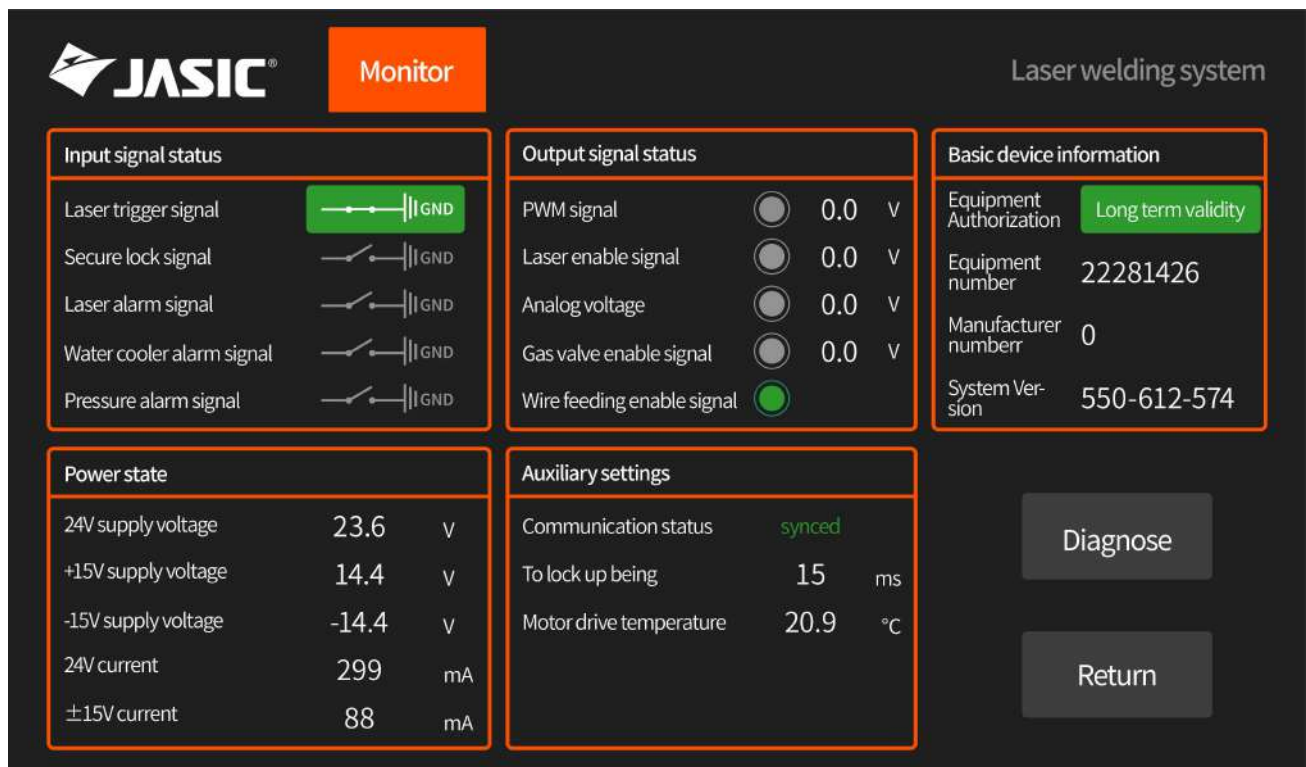 JASIC®
Monitor
Laser welding system
Input signal status
Laser trigger signal GND
Secure lock signal GND
Laser alarm signal GND
Water cooler alarm signal GND
Pressure alarm signal GND
Output signal status
PWM signal 0.0 V
Laser enable signal 0.0 V
Analog voltage 0.0 V
Gas valve enable signal 0.0 V
Wire feeding enable signal
Basic device information
Equipment
Authorization Long term validity
Equipment
number 22281426
Manufacturer
numberr 0
System Ver-
sion 550-612-574
Power state
24V supply voltage 23.6 V
+15V supply voltage 14.4 V
-15V supply voltage -14.4 V
24V current 299 mA
±15V current 88 mA
Auxiliary settings
Communication status synced
To lock up being 15 ms
Motor drive temperature 20.9 °C
Diagnose
Return